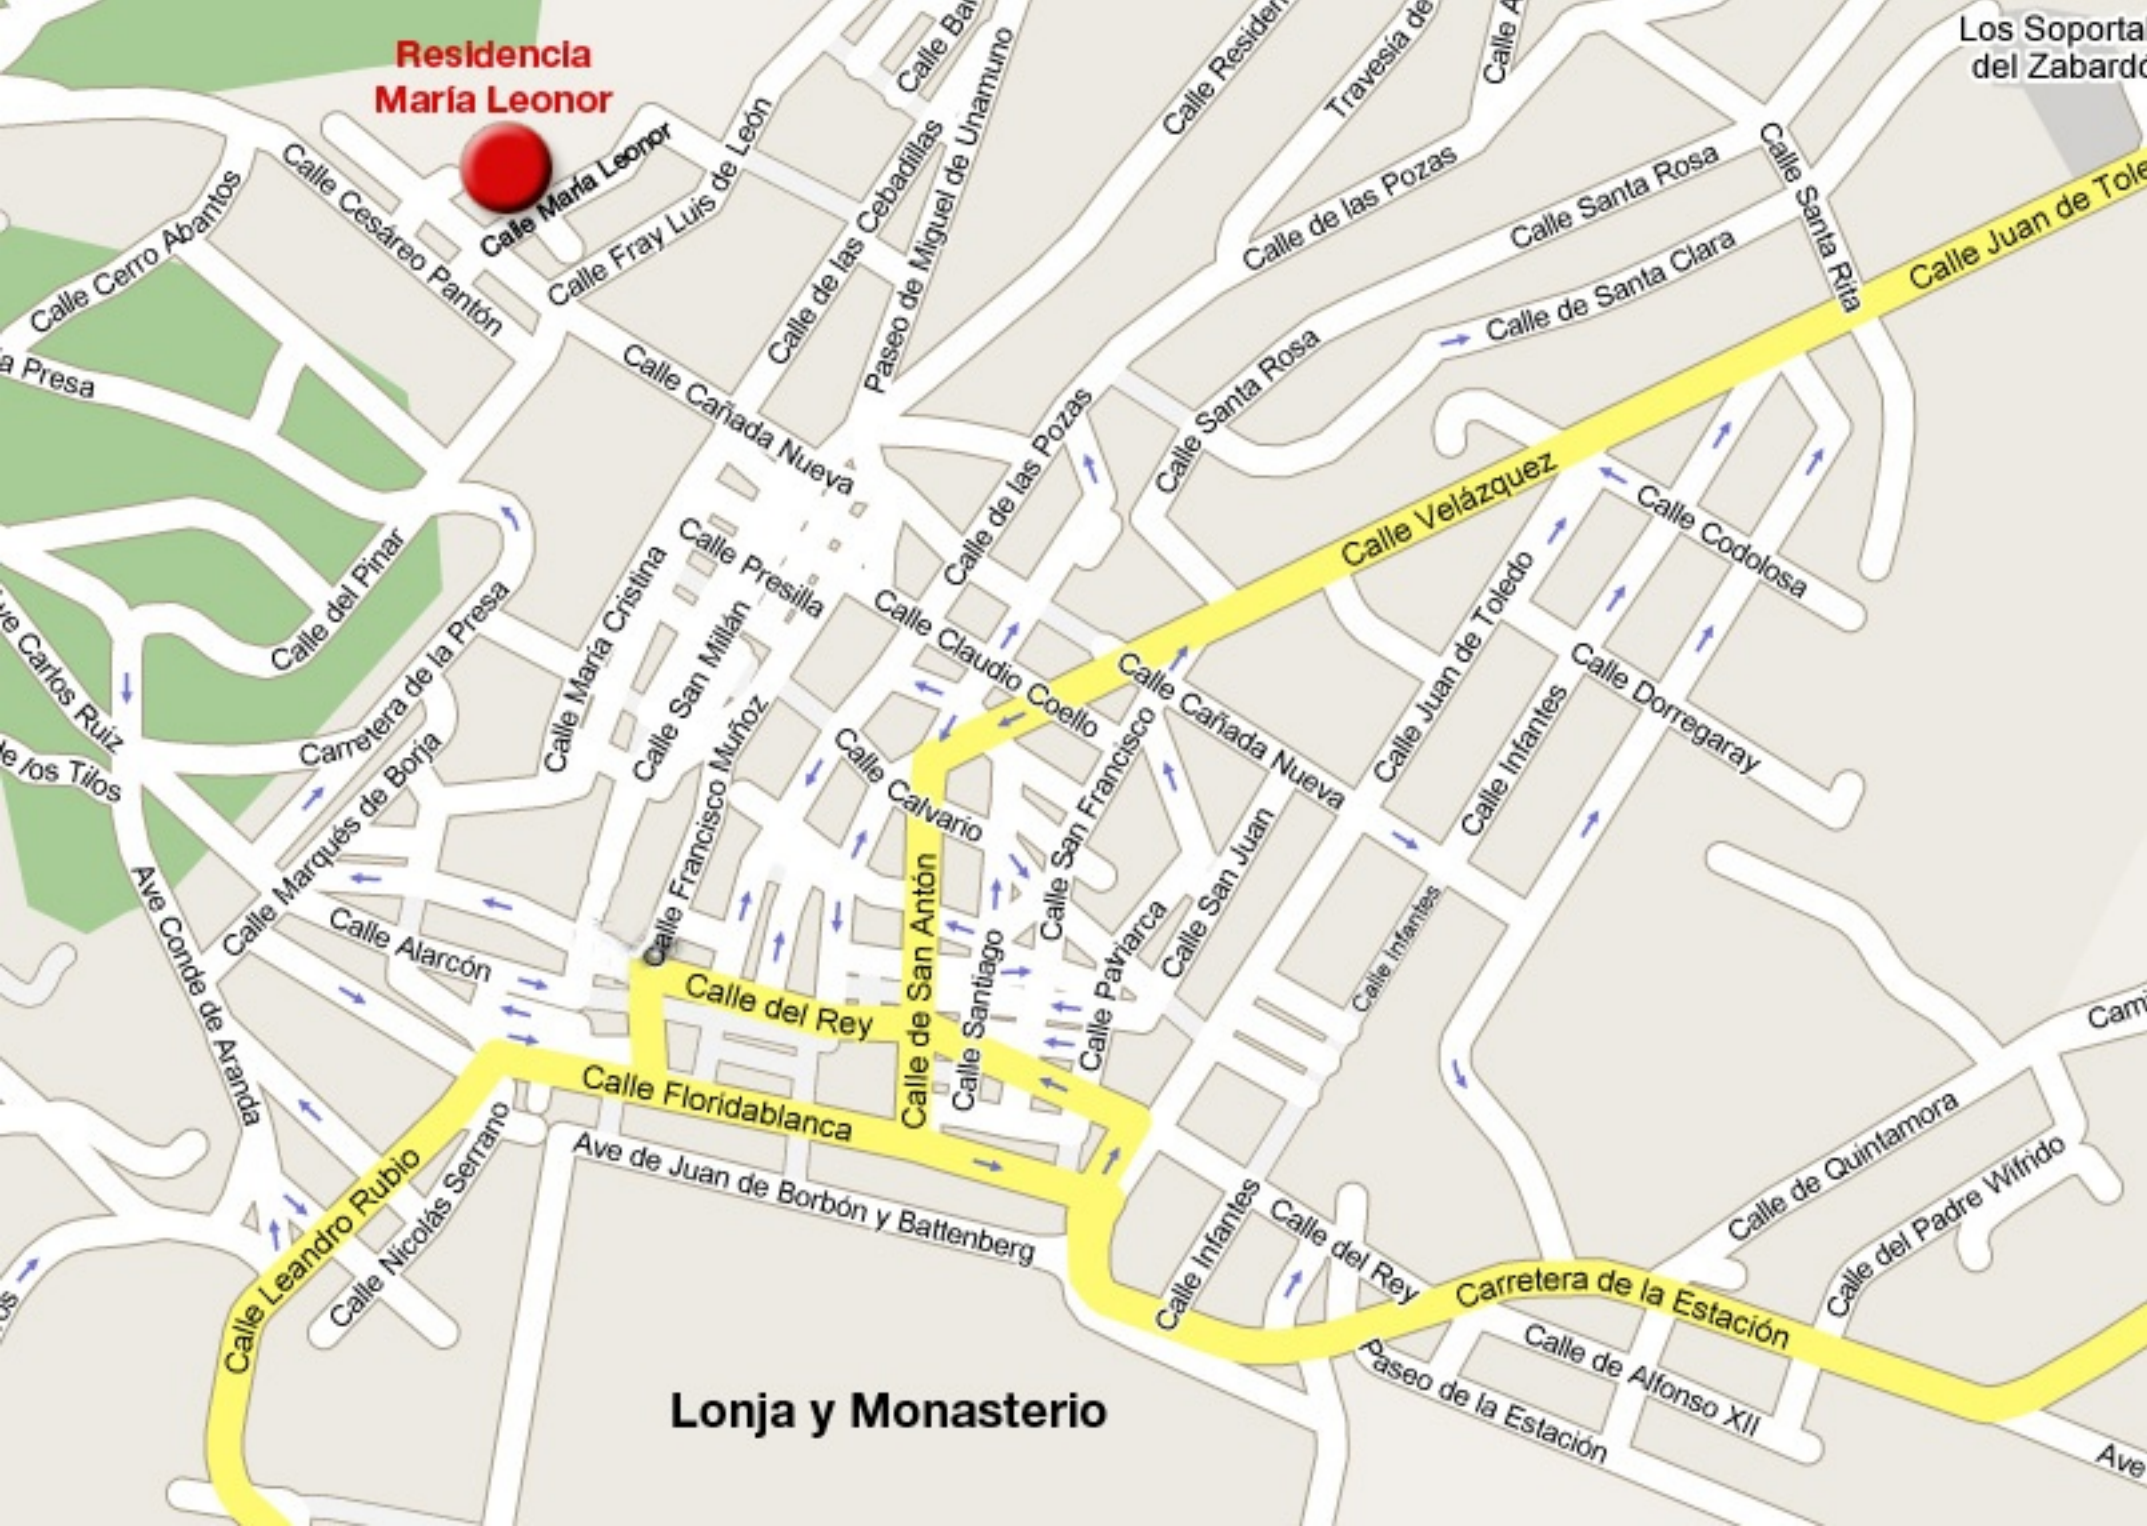 Los Soporta
del Zabardo
Residencia
María Leonor
Calle Ba
Calle Residen
Travesía de
Calle A
Calle María Leonor
Calle Cesáreo Pantón
Calle Cerro Abantos
Calle Fray Luis de León
Calle de las Cebadillas
Paseo de Miguel de Unamuno
Calle de las Pozas
Calle Santa Rosa
Calle Santa Rita
Calle de Santa Clara
Calle Juan de Tole
a Presa
Calle Cañada Nueva
Calle Santa Rosa
Calle de las Pozas
Calle Velázquez
Calle Codolosa
Calle Presilla
Calle del Pinar
Calle María Cristina
Calle San Millán
Calle Claudio Coello
Calle Juan de Toledo
Calle Dorregaray
Carretera de la Presa
ve Carlos Ruiz
de los Tilos
Calle Cañada Nueva
Calle Infantes
Calle Francisco Muñoz
Calle Calvario
Calle San Francisco
Calle Marqués de Borja
Calle San Juan
Calle Patriarca
Calle Infantes
Ave Conde de Aranda
Calle Alarcón
Calle de San Antón
Calle Santiago
Calle del Rey
Cami
Calle Floridablanca
Calle de Quintamora
Calle del Padre Wifrido
Ave de Juan de Borbón y Battenberg
Calle Nicolás Serrano
Calle Leandro Rubio
Calle Infantes
Calle del Rey
Carretera de la Estación
os
Calle de Alfonso XII
Paseo de la Estación
Lonja y Monasterio
Ave